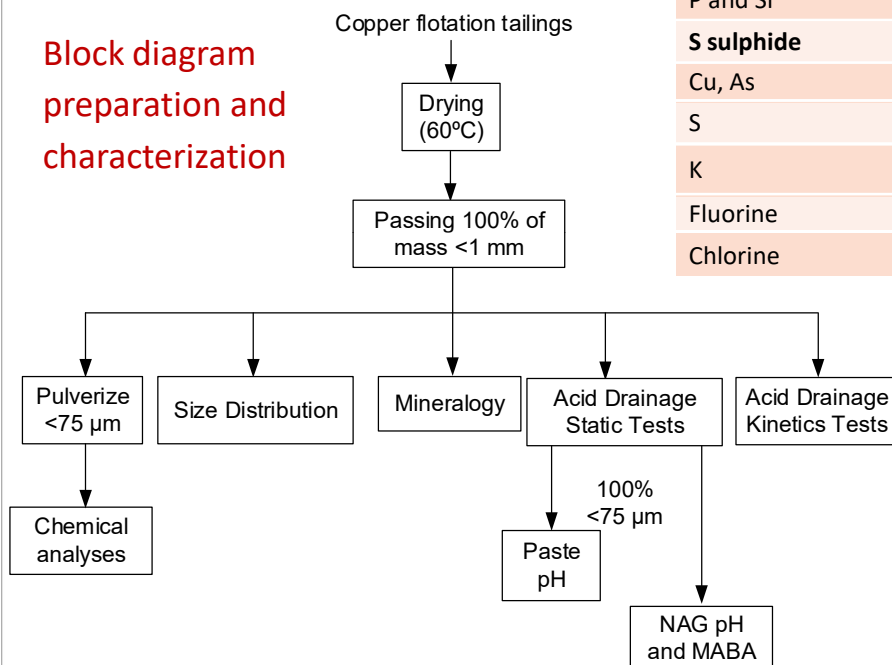 Block diagram
preparation and
characterization
Copper flotation tailings
Drying
(60ºC)
Passing 100% of
mass <1 mm
P and Si
S sulphide
Cu, As
S
K
Fluorine
Chlorine
Pulverize
<75 µm
Size Distribution
Mineralogy
Acid Drainage
Static Tests
Acid Drainage
Kinetics Tests
Chemical
analyses
100%
<75 µm
Paste
pH
NAG pH
and MABA